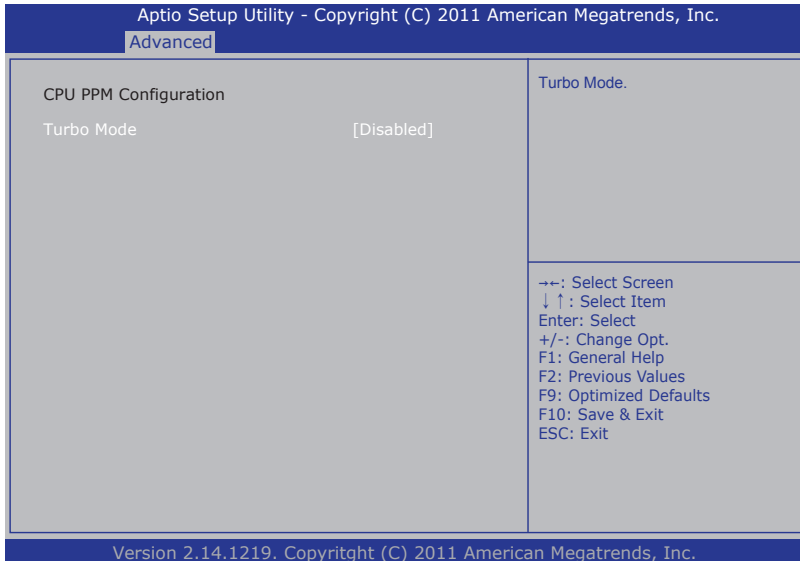 Aptio Setup Utility - Copyright (C) 2011 American Megatrends, Inc.
Advanced
CPU PPM Configuration
Turbo Mode [Disabled]
Turbo Mode.
→←: Select Screen
↓↑: Select Item
Enter: Select
+/-: Change Opt.
F1: General Help
F2: Previous Values
F9: Optimized Defaults
F10: Save & Exit
ESC: Exit
Version 2.14.1219. Copyritght (C) 2011 American Megatrends, Inc.